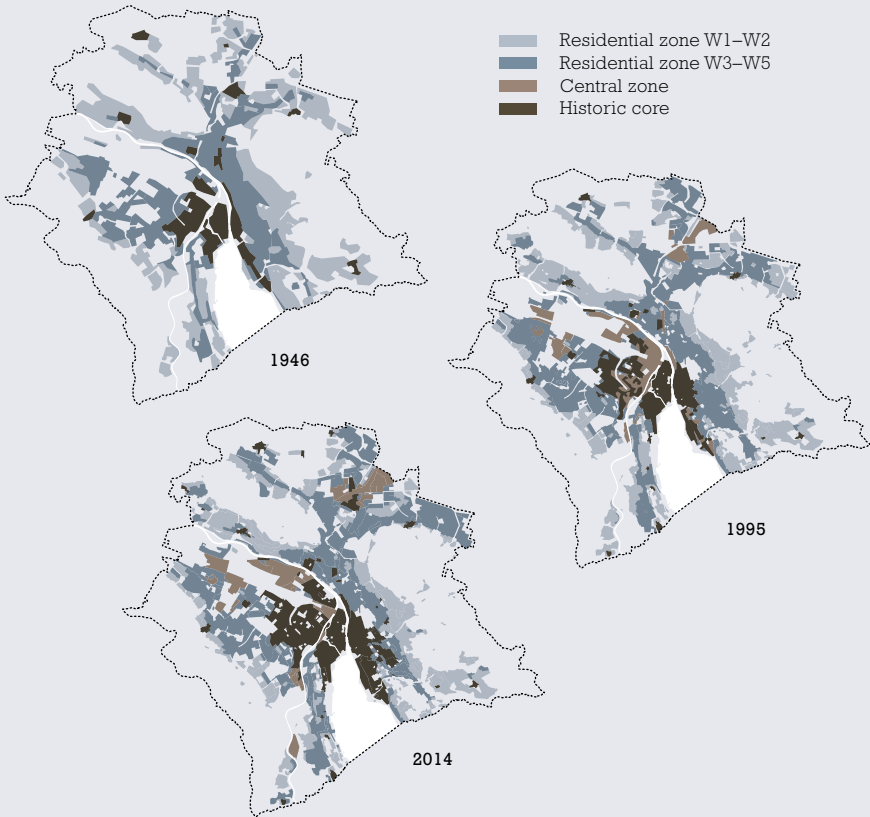 Residential zone W1–W2
Residential zone W3–W5
Central zone
Historic core
1946
1995
2014